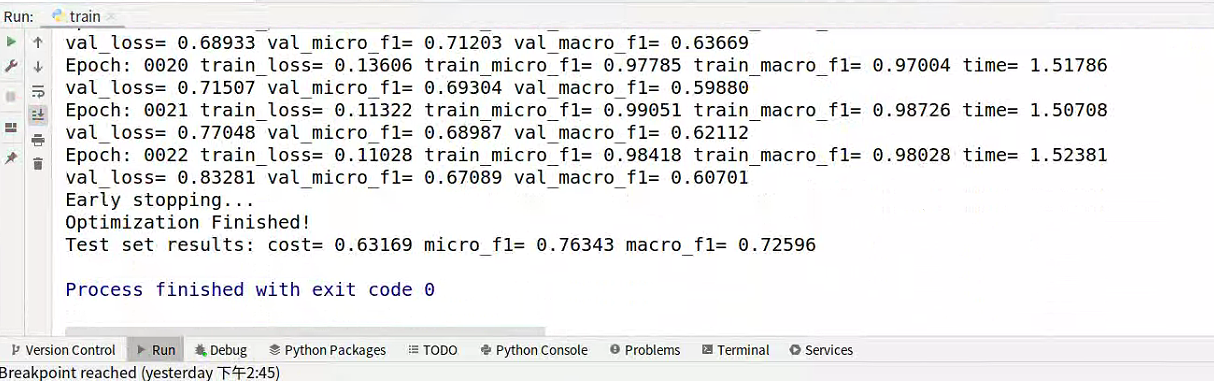 Run: train
val_loss= 0.68933 val_micro_f1= 0.71203 val_macro_f1= 0.63669
Epoch: 0020 train_loss= 0.13606 train_micro_f1= 0.97785 train_macro_f1= 0.97004 time= 1.51786
val_loss= 0.71507 val_micro_f1= 0.69304 val_macro_f1= 0.59880
Epoch: 0021 train_loss= 0.11322 train_micro_f1= 0.99051 train_macro_f1= 0.98726 time= 1.50708
val_loss= 0.77048 val_micro_f1= 0.68987 val_macro_f1= 0.62112
Epoch: 0022 train_loss= 0.11028 train_micro_f1= 0.98418 train_macro_f1= 0.98028 time= 1.52381
val_loss= 0.83281 val_micro_f1= 0.67089 val_macro_f1= 0.60701
Early stopping...
Optimization Finished!
Test set results: cost= 0.63169 micro_f1= 0.76343 macro_f1= 0.72596
Process finished with exit code 0
Version Control Run Debug Python Packages TODO Python Console Problems Terminal Services
Breakpoint reached (yesterday 下午2:45)